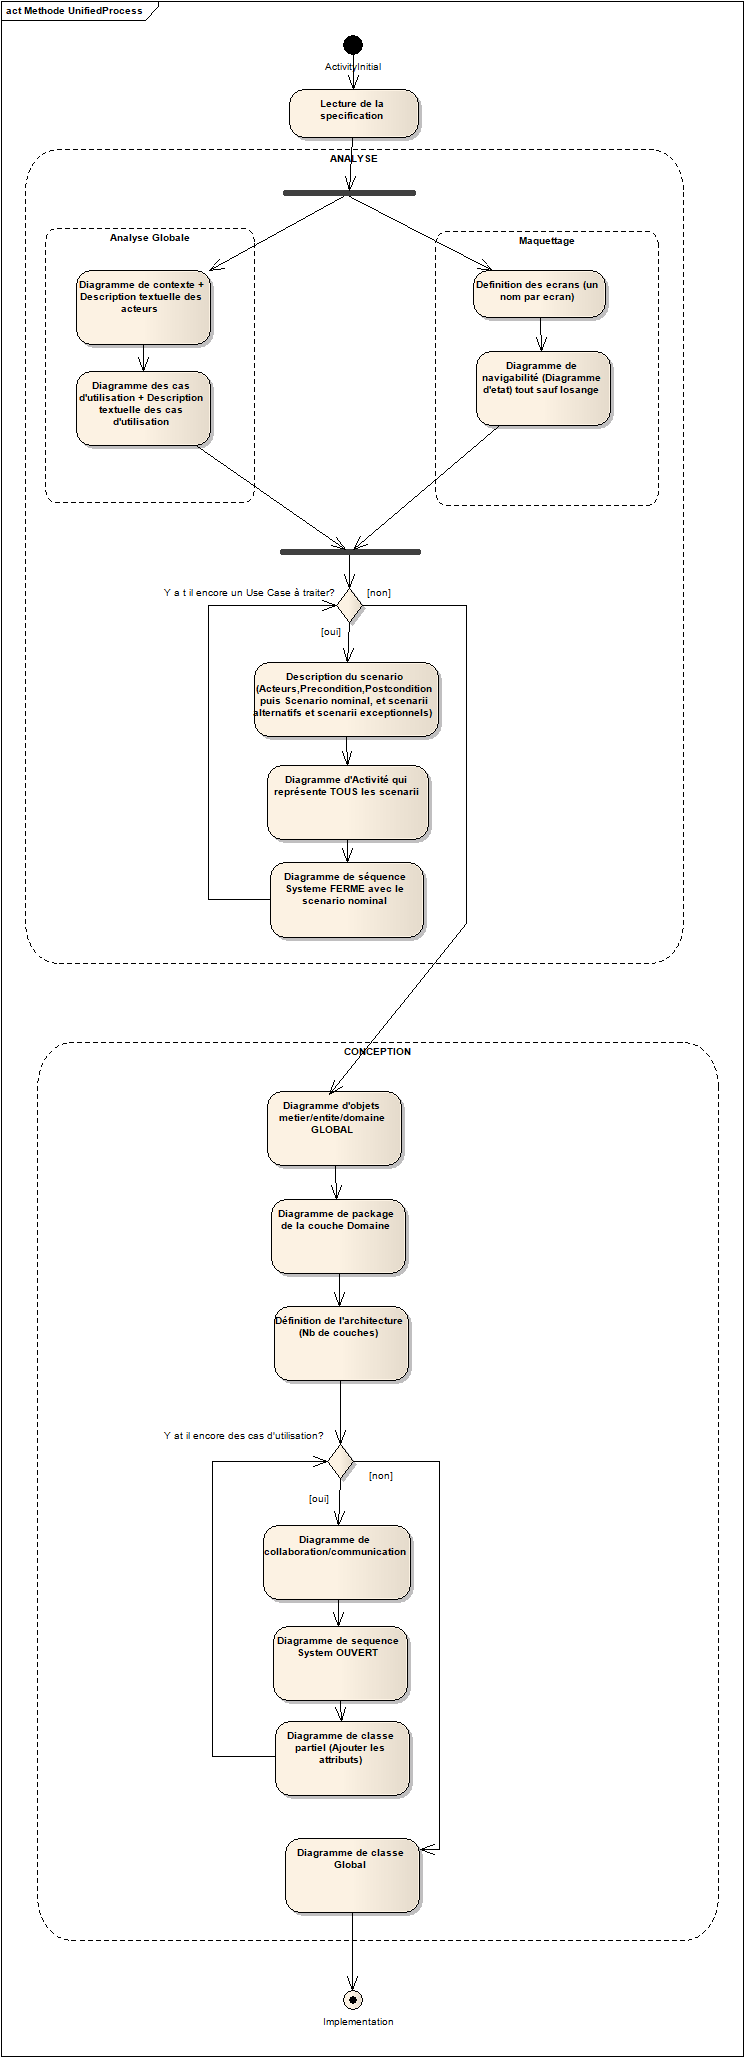 act Methode UnifiedProcess
ActivityInitial
Lecture de la
specification
ANALYSE
Analyse Globale
Diagramme de contexte +
Description textuelle des
acteurs
Diagramme des cas
d'utilisation + Description
textuelle des cas
d'utilisation
Maquettage
Definition des ecrans (un
nom par ecran)
Diagramme de
navigabilité (Diagramme
d'etat) tout sauf losange
Y a t il encore un Use Case à traiter?
[non]
[oui]
Description du scenario
(Acteurs,Precondition,Postcondition
puis Scenario nominal, et scenarii
alternatifs et scenarii exceptionnels)
Diagramme d'Activité qui
représente TOUS les scenarii
Diagramme de séquence
Systeme FERME avec le
scenario nominal
CONCEPTION
Diagramme d'objets
metier/entite/domaine
GLOBAL
Diagramme de package
de la couche Domaine
Définition de l'architecture
(Nb de couches)
Y at il encore des cas d'utilisation?
[non]
[oui]
Diagramme de
collaboration/communication
Diagramme de sequence
System OUVERT
Diagramme de classe
partiel (Ajouter les
attributs)
Diagramme de classe
Global
Implementation